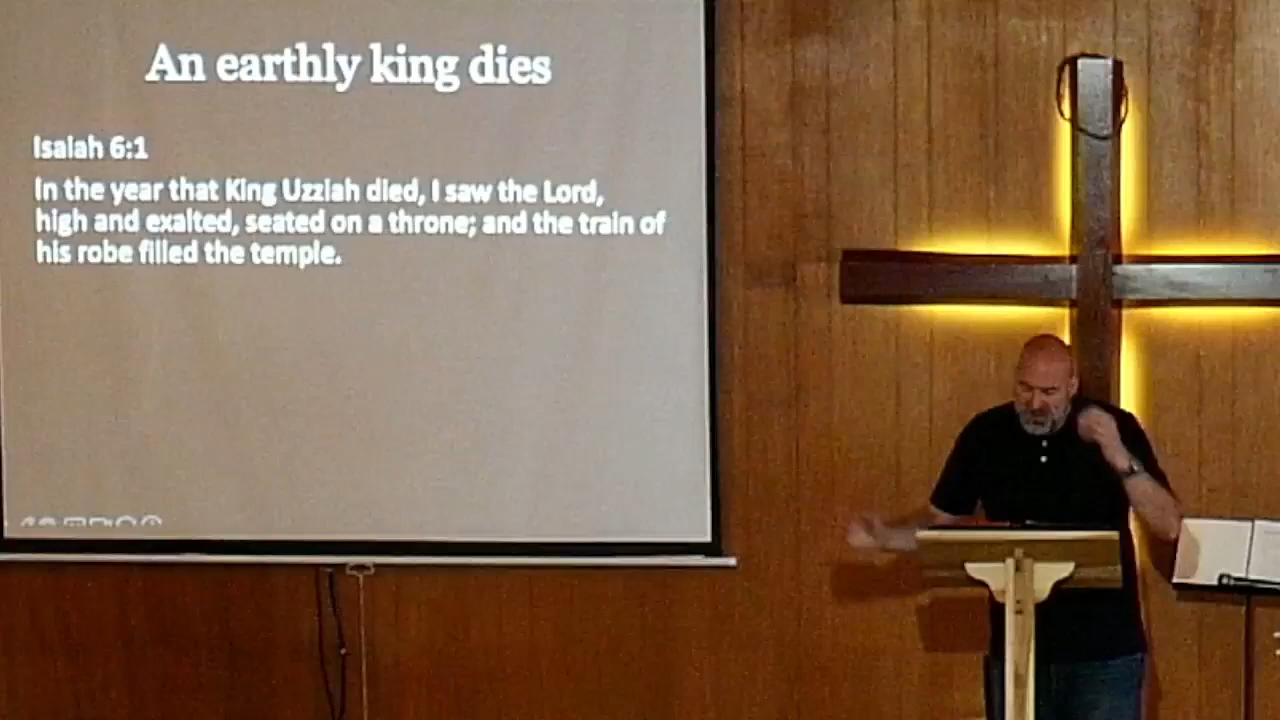 An earthly king dies
Isaiah 6:1
In the year that King Uzziah died, I saw the Lord,
high and exalted, seated on a throne; and the train of
his robe filled the temple.